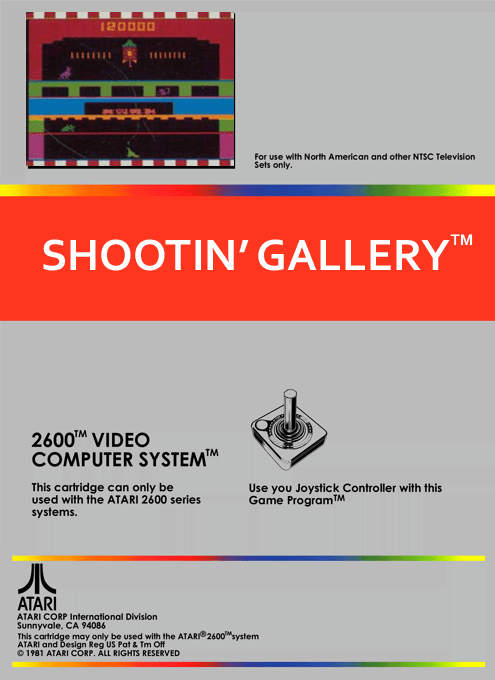 120000
For use with North American and other NTSC Television
Sets only.
SHOOTIN' GALLERY™
2600™ VIDEO
COMPUTER SYSTEM™
This cartridge can only be
used with the ATARI 2600 series
systems.
Use you Joystick Controller with this
Game Program™
ATARI
ATARI CORP International Division
Sunnyvale, CA 94086
This cartridge may only be used with the ATARI® 2600™system
ATARI and Design Reg US Pat & Tm Off
© 1981 ATARI CORP. ALL RIGHTS RESERVED